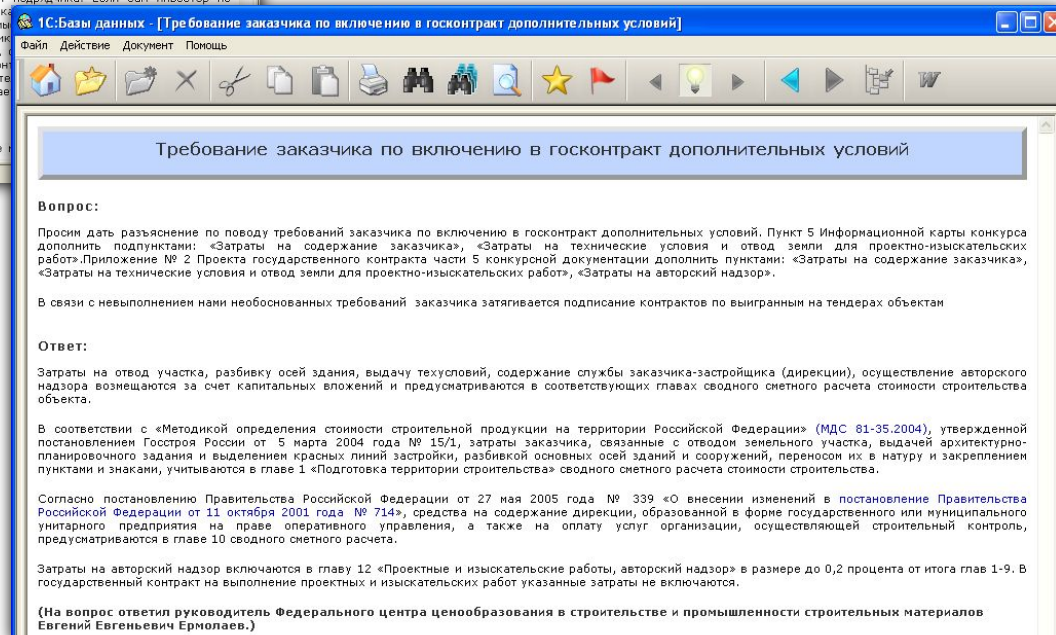 1С:Базы данных - [Требование заказчика по включению в госконтракт дополнительных условий]
Файл Действие Документ Помощь
Требование заказчика по включению в госконтракт дополнительных условий
Вопрос:
Просим дать разъяснение по поводу требований заказчика по включению в госконтракт дополнительных условий. Пункт 5 Информационной карты конкурса
дополнить подпунктами: «Затраты на содержание заказчика», «Затраты на технические условия и отвод земли для проектно-изыскательских
работ».Приложение № 2 Проекта государственного контракта части 5 конкурсной документации дополнить пунктами: «Затраты на содержание заказчика»,
«Затраты на технические условия и отвод земли для проектно-изыскательских работ», «Затраты на авторский надзор».
В связи с невыполнением нами необоснованных требований заказчика затягивается подписание контрактов по выигранным на тендерах объектам
Ответ:
Затраты на отвод участка, разбивку осей здания, выдачу техусловий, содержание службы заказчика-застройщика (дирекции), осуществление авторского
надзора возмещаются за счет капитальных вложений и предусматриваются в соответствующих главах сводного сметного расчета стоимости строительства
объекта.
В соответствии с «Методикой определения стоимости строительной продукции на территории Российской Федерации» (МДС 81-35.2004), утвержденной
постановлением Госстроя России от 5 марта 2004 года № 15/1, затраты заказчика, связанные с отводом земельного участка, выдачей архитектурно-
планировочного задания и выделением красных линий застройки, разбивкой основных осей зданий и сооружений, переносом их в натуру и закреплением
пунктами и знаками, учитываются в главе 1 «Подготовка территории строительства» сводного сметного расчета стоимости строительства.
Согласно постановлению Правительства Российской Федерации от 27 мая 2005 года № 339 «О внесении изменений в постановление Правительства
Российской Федерации от 11 октября 2001 года № 714», средства на содержание дирекции, образованной в форме государственного или муниципального
унитарного предприятия на праве оперативного управления, а также на оплату услуг организации, осуществляющей строительный контроль,
предусматриваются в главе 10 сводного сметного расчета.
Затраты на авторский надзор включаются в главу 12 «Проектные и изыскательские работы, авторский надзор» в размере до 0,2 процента от итога глав 1-9. В
государственный контракт на выполнение проектных и изыскательских работ указанные затраты не включаются.
(На вопрос ответил руководитель Федерального центра ценообразования в строительстве и промышленности строительных материалов
Евгений Евгеньевич Ермолаев.)